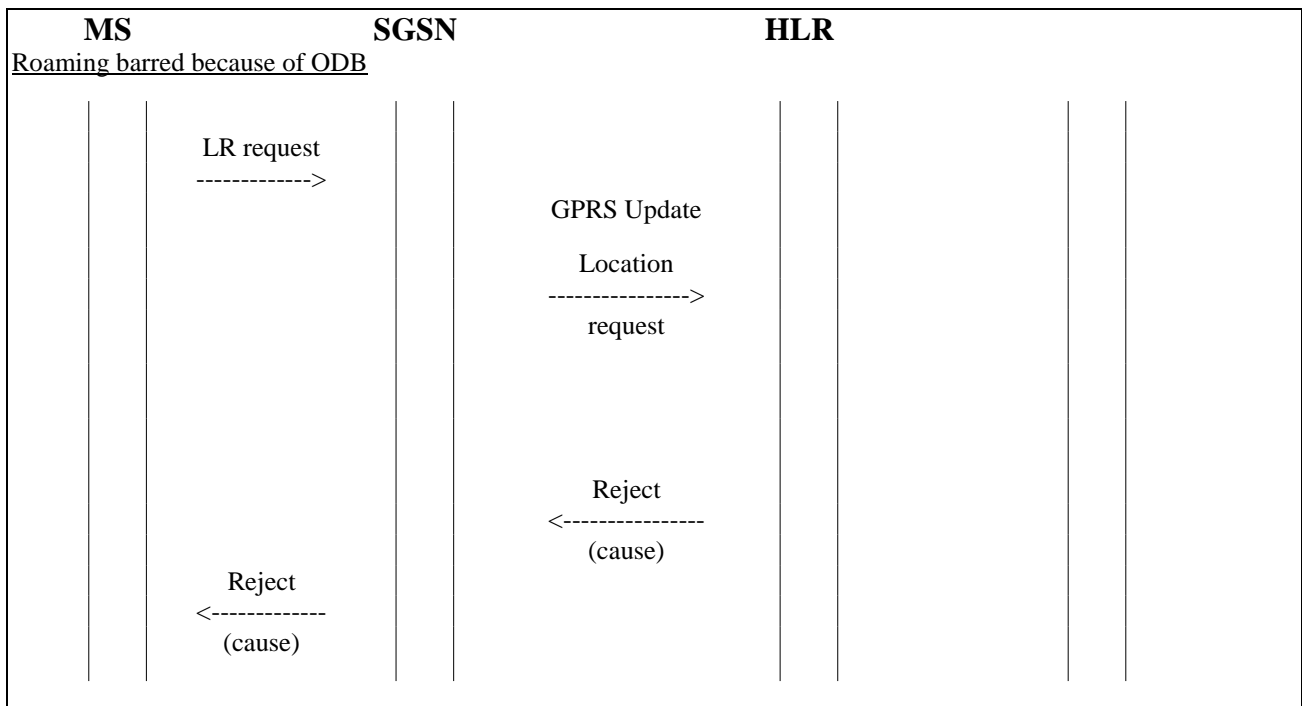 MS SGSN HLR
Roaming barred because of ODB
LR request
------------->
GPRS Update
Location
---------------->
request
Reject
<----------------
(cause)
Reject
<-------------
(cause)